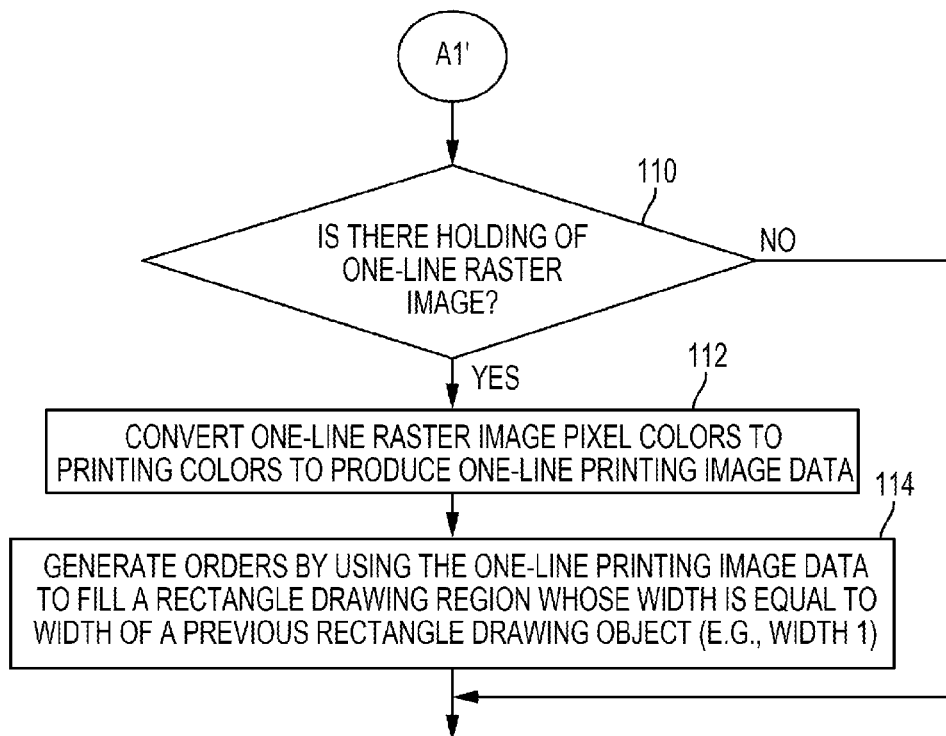 A1'
110
IS THERE HOLDING OF
ONE-LINE RASTER
IMAGE?
NO
YES
112
CONVERT ONE-LINE RASTER IMAGE PIXEL COLORS TO
PRINTING COLORS TO PRODUCE ONE-LINE PRINTING IMAGE DATA
114
GENERATE ORDERS BY USING THE ONE-LINE PRINTING IMAGE DATA
TO FILL A RECTANGLE DRAWING REGION WHOSE WIDTH IS EQUAL TO
WIDTH OF A PREVIOUS RECTANGLE DRAWING OBJECT (E.G., WIDTH 1)